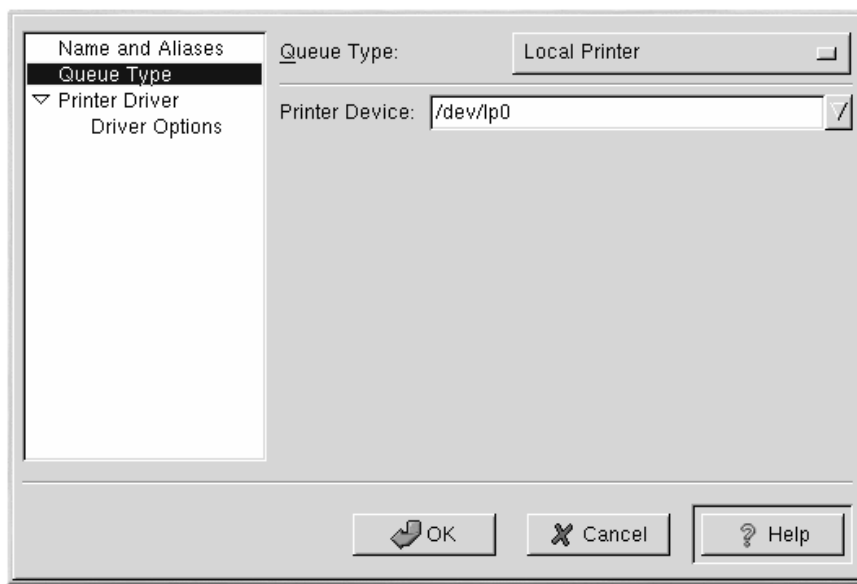 Name and Aliases
Queue Type
Printer Driver
Driver Options
Queue Type:
Local Printer
Printer Device:
/dev/lp0
OK
Cancel
Help